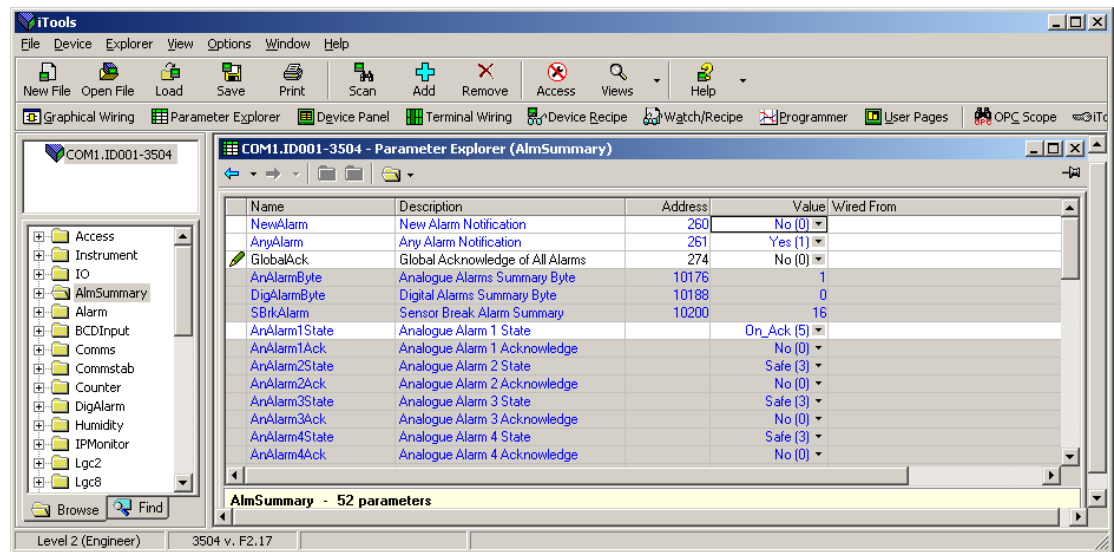 iTools
File Device Explorer View Options Window Help
New File Open File Load Save Print Scan Add Remove Access Views Help
Graphical Wiring Parameter Explorer Device Panel Terminal Wiring Device Recipe Watch/Recipe Programmer User Pages OPC Scope iTo
COM1.ID001-3504
COM1.ID001-3504 - Parameter Explorer (AlmSummary)
Name Description Address Value Wired From
NewAlarm New Alarm Notification 260 No (0)
AnyAlarm Any Alarm Notification 261 Yes (1)
GlobalAck Global Acknowledge of All Alarms 274 No (0)
AnAlarmByte Analogue Alarms Summary Byte 10176 1
DigAlarmByte Digital Alarms Summary Byte 10188 0
SBrkAlarm Sensor Break Alarm Summary 10200 16
AnAlarm1State Analogue Alarm 1 State On_Ack (5)
AnAlarm1Ack Analogue Alarm 1 Acknowledge No (0)
AnAlarm2State Analogue Alarm 2 State Safe (3)
AnAlarm2Ack Analogue Alarm 2 Acknowledge No (0)
AnAlarm3State Analogue Alarm 3 State Safe (3)
AnAlarm3Ack Analogue Alarm 3 Acknowledge No (0)
AnAlarm4State Analogue Alarm 4 State Safe (3)
AnAlarm4Ack Analogue Alarm 4 Acknowledge No (0)
AlmSummary - 52 parameters
Access
Instrument
IO
AlmSummary
Alarm
BCDInput
Comms
Commstab
Counter
DigAlarm
Humidity
IPMonitor
Lgc2
Lgc8
Browse Find
Level 2 (Engineer) 3504 v. F2.17